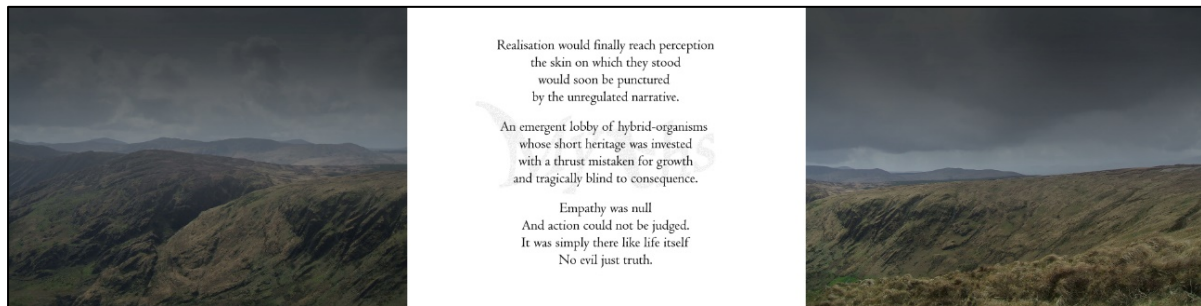 Realisation would finally reach perception
the skin on which they stood
would soon be punctured
by the unregulated narrative.
An emergent lobby of hybrid-organisms
whose short heritage was invested
with a thrust mistaken for growth
and tragically blind to consequence.
Empathy was null
And action could not be judged.
It was simply there like life itself
No evil just truth.